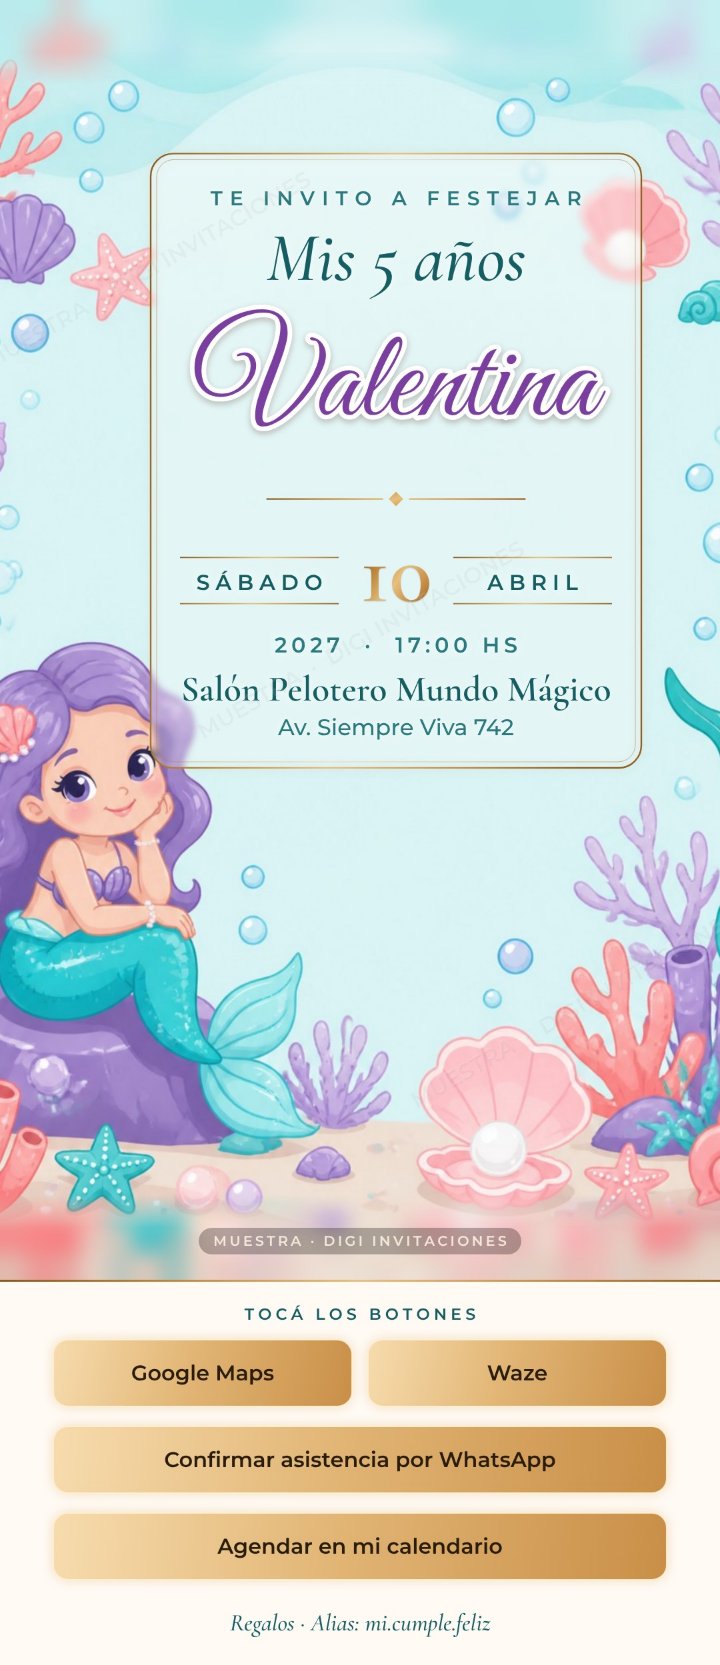 TE INVITO A FESTEJAR
Mis 5 años
Valentina
SÁBADO 10 ABRIL
2027 · 17:00 HS
Salón Pelotero Mundo Mágico
Av. Siempre Viva 742
MUESTRA · DIGI INVITACIONES
TOCÁ LOS BOTONES
Google Maps
Waze
Confirmar asistencia por WhatsApp
Agendar en mi calendario
Regalos · Alias: mi.cumple.feliz